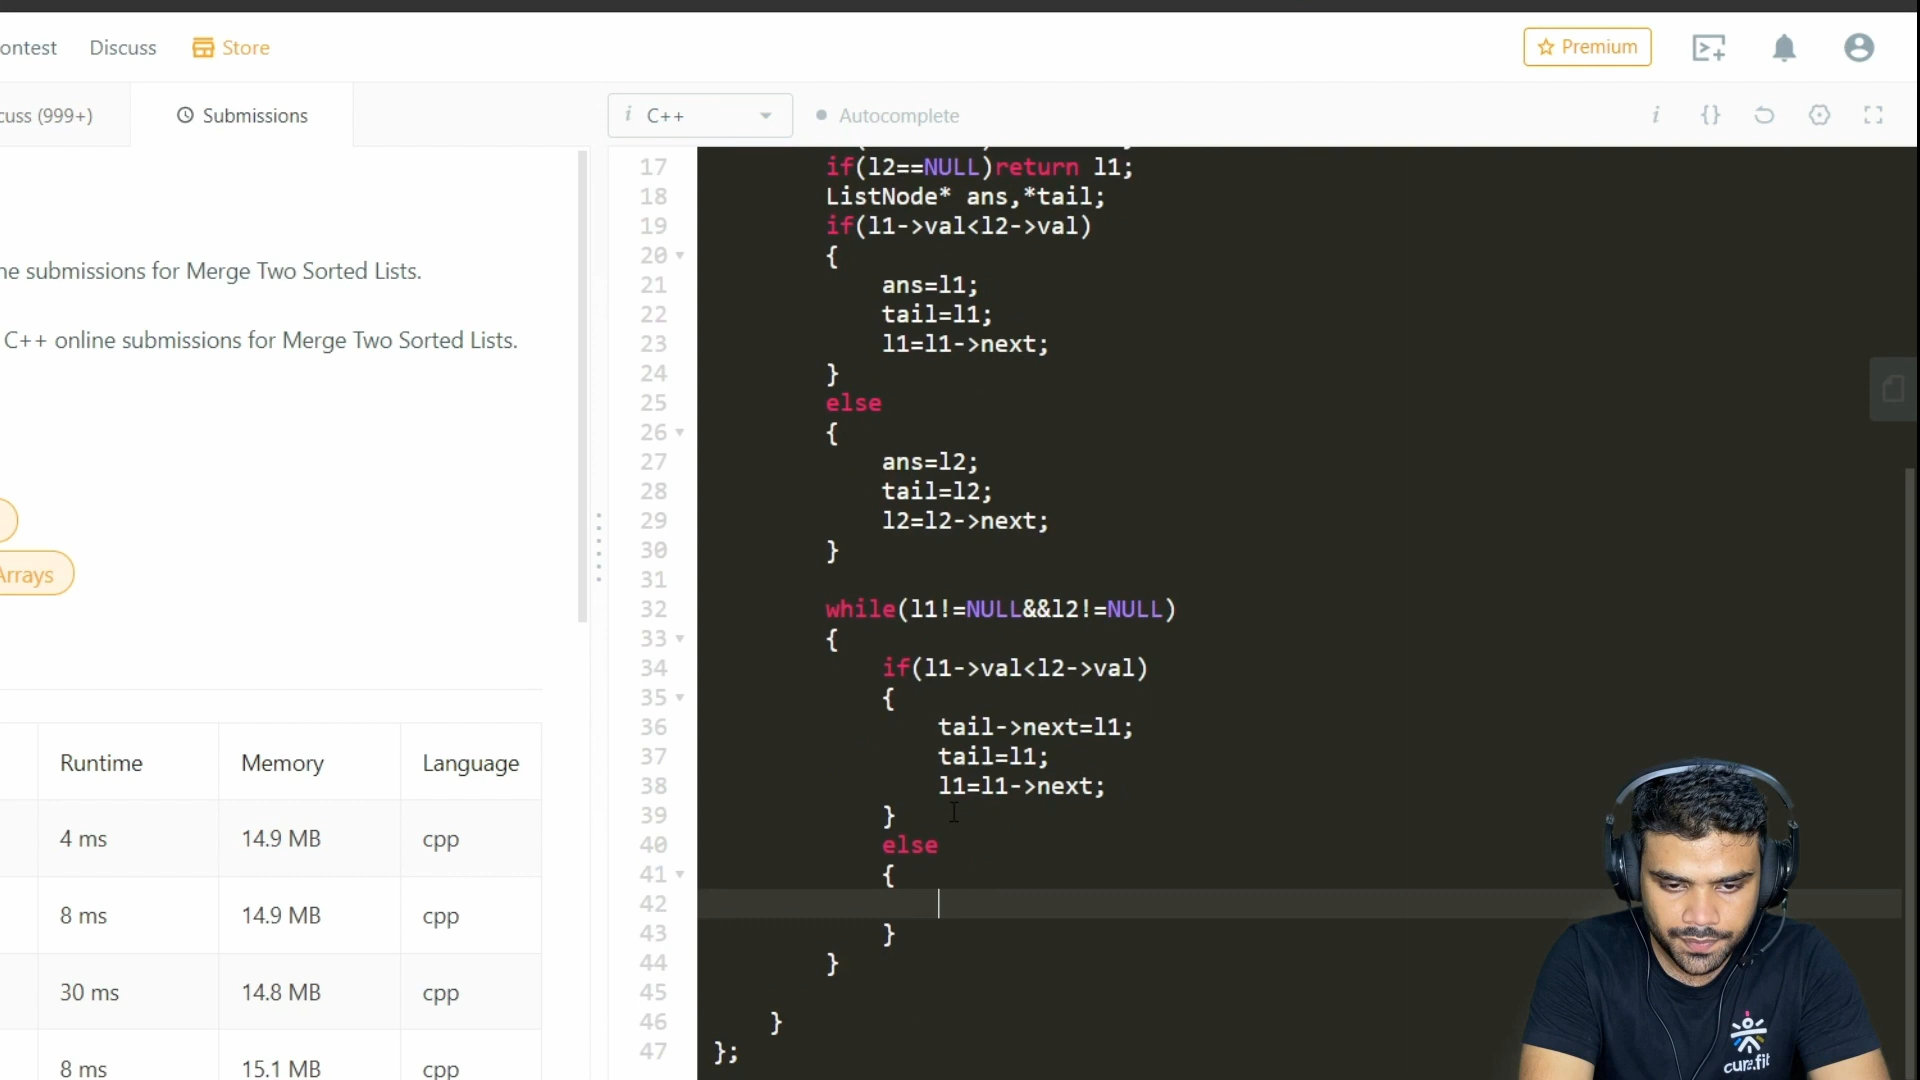 ontest Discuss Store Premium
cuss (999+) Submissions i C++ Autocomplete i {}
ne submissions for Merge Two Sorted Lists.
C++ online submissions for Merge Two Sorted Lists.
Arrays
Runtime Memory Language
4 ms 14.9 MB cpp
8 ms 14.9 MB cpp
30 ms 14.8 MB cpp
8 ms 15.1 MB cpp
17 if(l2==NULL)return l1;
18 ListNode* ans,*tail;
19 if(l1->val<l2->val)
20 {
21 ans=l1;
22 tail=l1;
23 l1=l1->next;
24 }
25 else
26 {
27 ans=l2;
28 tail=l2;
29 l2=l2->next;
30 }
31
32 while(l1!=NULL&&l2!=NULL)
33 {
34 if(l1->val<l2->val)
35 {
36 tail->next=l1;
37 tail=l1;
38 l1=l1->next;
39 }
40 else
41 {
42
43 }
44 }
45
46 }
47 };
cure.fit